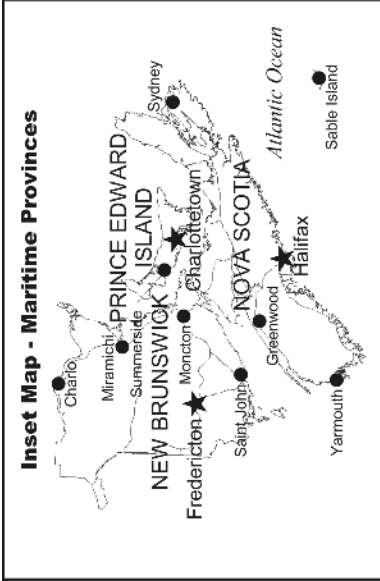 Inset Map - Maritime Provinces
Charlo
Miramichi
Summerside
PRINCE EDWARD
ISLAND
Charlottetown
Sydney
NEW BRUNSWICK
Moncton
Fredericton
Saint John
NOVA SCOTIA
Greenwood
Halifax
Yarmouth
Atlantic Ocean
Sable Island